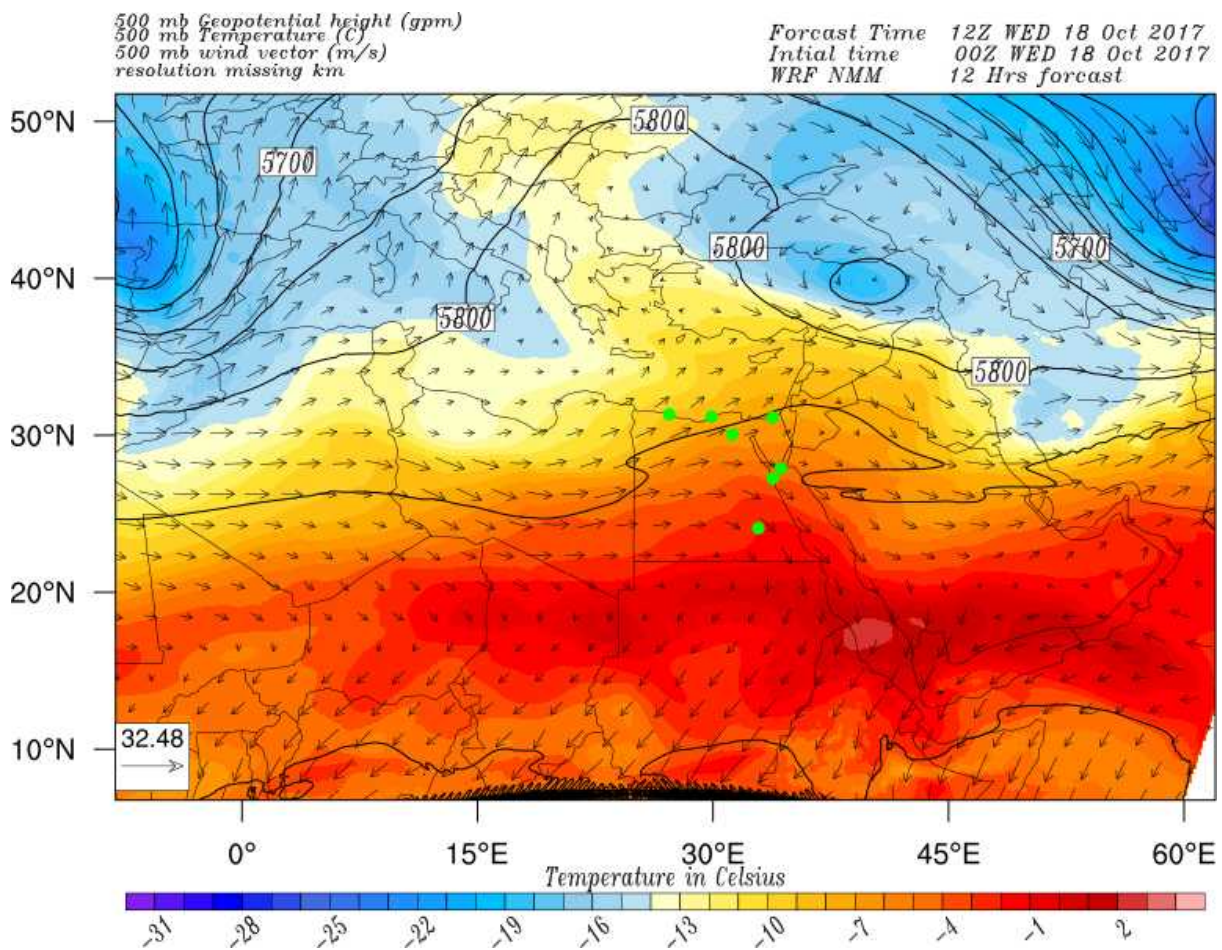 500 mb Geopotential height (gpm)
500 mb Temperature (C)
500 mb wind vector (m/s)
resolution missing km
Forcast Time 12Z WED 18 Oct 2017
Intial time 00Z WED 18 Oct 2017
WRF NMM 12 Hrs forcast
50°N
40°N
30°N
20°N
10°N
5800
5700
5800
5700
5800
5800
32.48
0° 15°E 30°E 45°E 60°E
Temperature in Celsius
-31 -28 -25 -22 -19 -16 -13 -10 -7 -4 -1 2